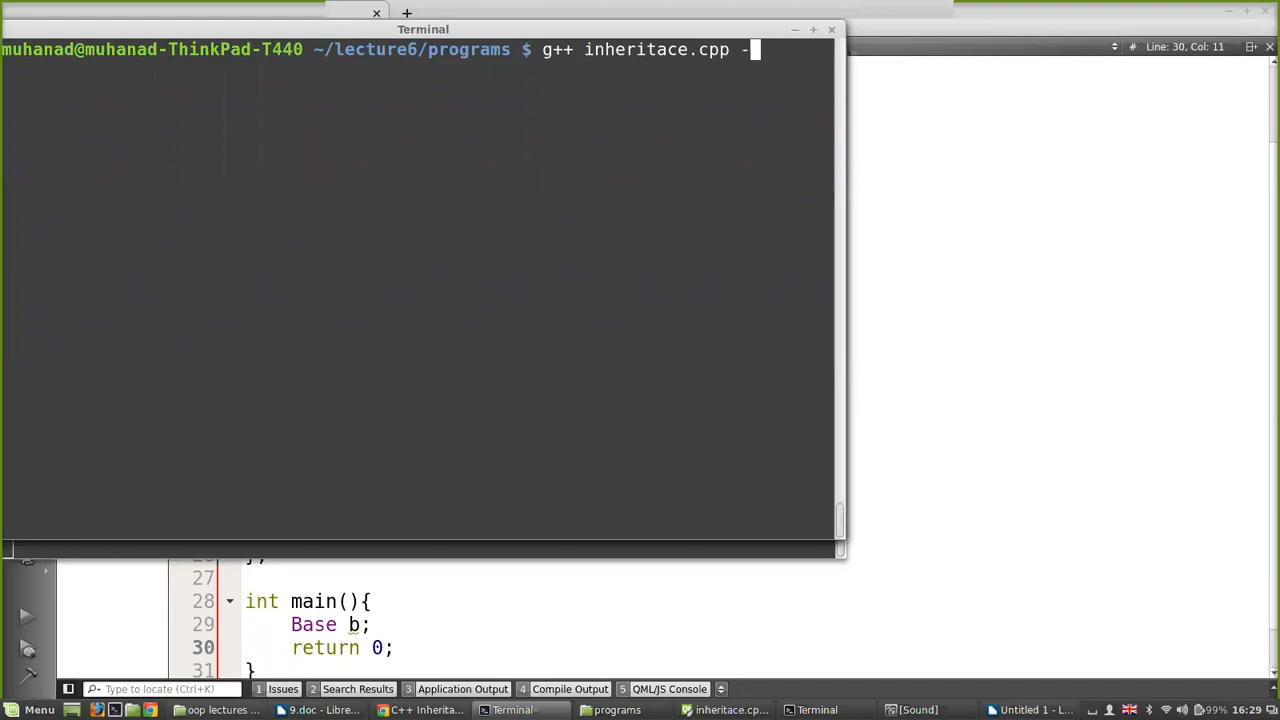 Terminal
muhanad@muhanad-ThinkPad-T440 ~/lecture6/programs $ g++ inheritace.cpp -
# Line: 30, Col: 11
27
28 int main(){
29 Base b;
30 return 0;
31 }
Type to locate (Ctrl+K) 1 Issues 2 Search Results 3 Application Output 4 Compile Output 5 QML/JS Console
Menu oop lectures ... 9.doc - Libre... C++ Inherita... Terminal programs inheritace.cp... Terminal [Sound] Untitled 1 - L... 99% 16:29